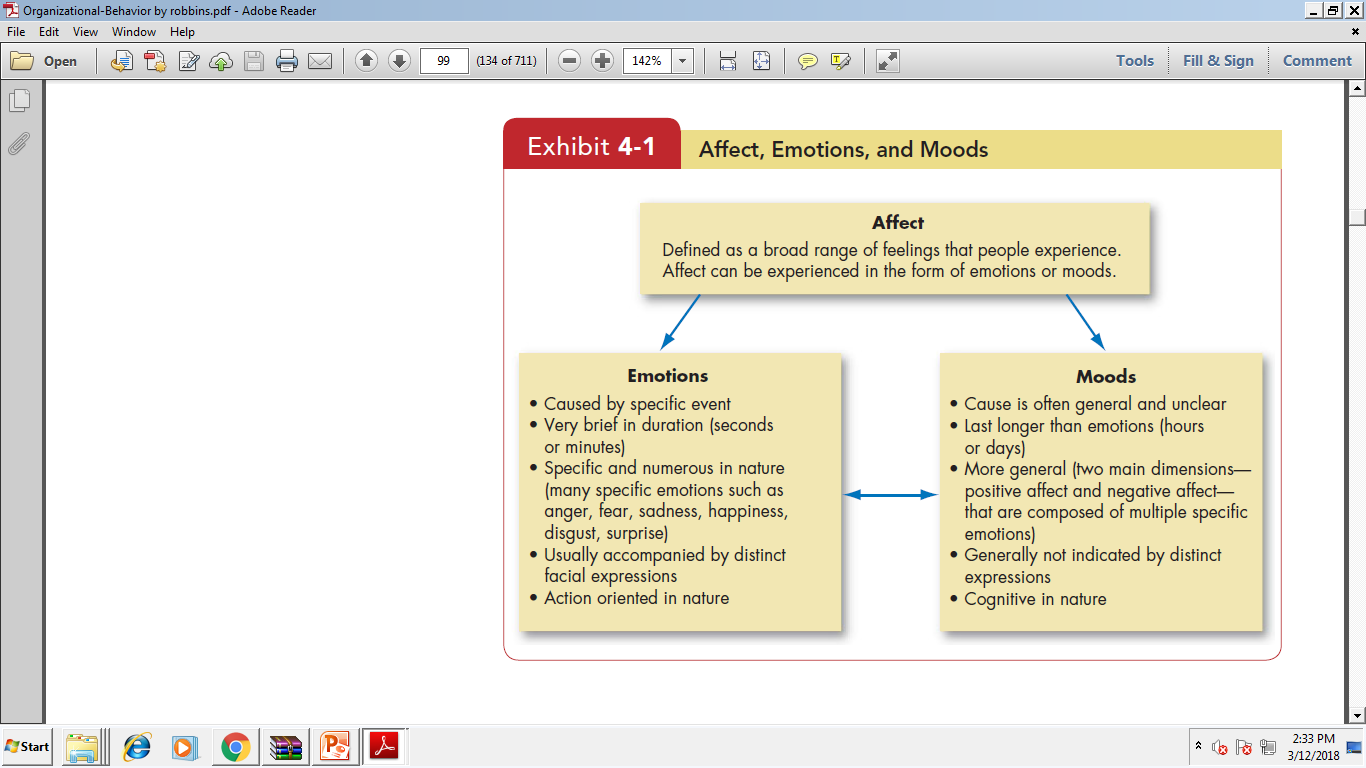 Organizational-Behavior by robbins.pdf - Adobe Reader
File Edit View Window Help
Open 99 (134 of 711) 142% Tools Fill & Sign Comment
Exhibit 4-1 Affect, Emotions, and Moods
Affect
Defined as a broad range of feelings that people experience.
Affect can be experienced in the form of emotions or moods.
Emotions
• Caused by specific event
• Very brief in duration (seconds
or minutes)
• Specific and numerous in nature
(many specific emotions such as
anger, fear, sadness, happiness,
disgust, surprise)
• Usually accompanied by distinct
facial expressions
• Action oriented in nature
Moods
• Cause is often general and unclear
• Last longer than emotions (hours
or days)
• More general (two main dimensions—
positive affect and negative affect—
that are composed of multiple specific
emotions)
• Generally not indicated by distinct
expressions
• Cognitive in nature
Start
2:33 PM
3/12/2018